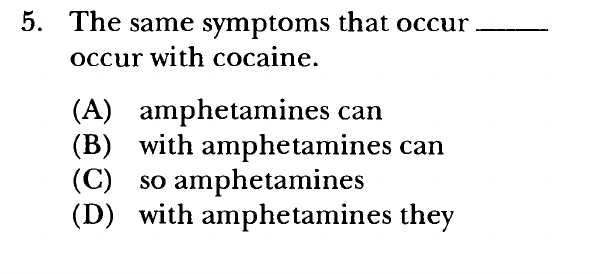 5. The same symptoms that occur ______
occur with cocaine.
(A) amphetamines can
(B) with amphetamines can
(C) so amphetamines
(D) with amphetamines they